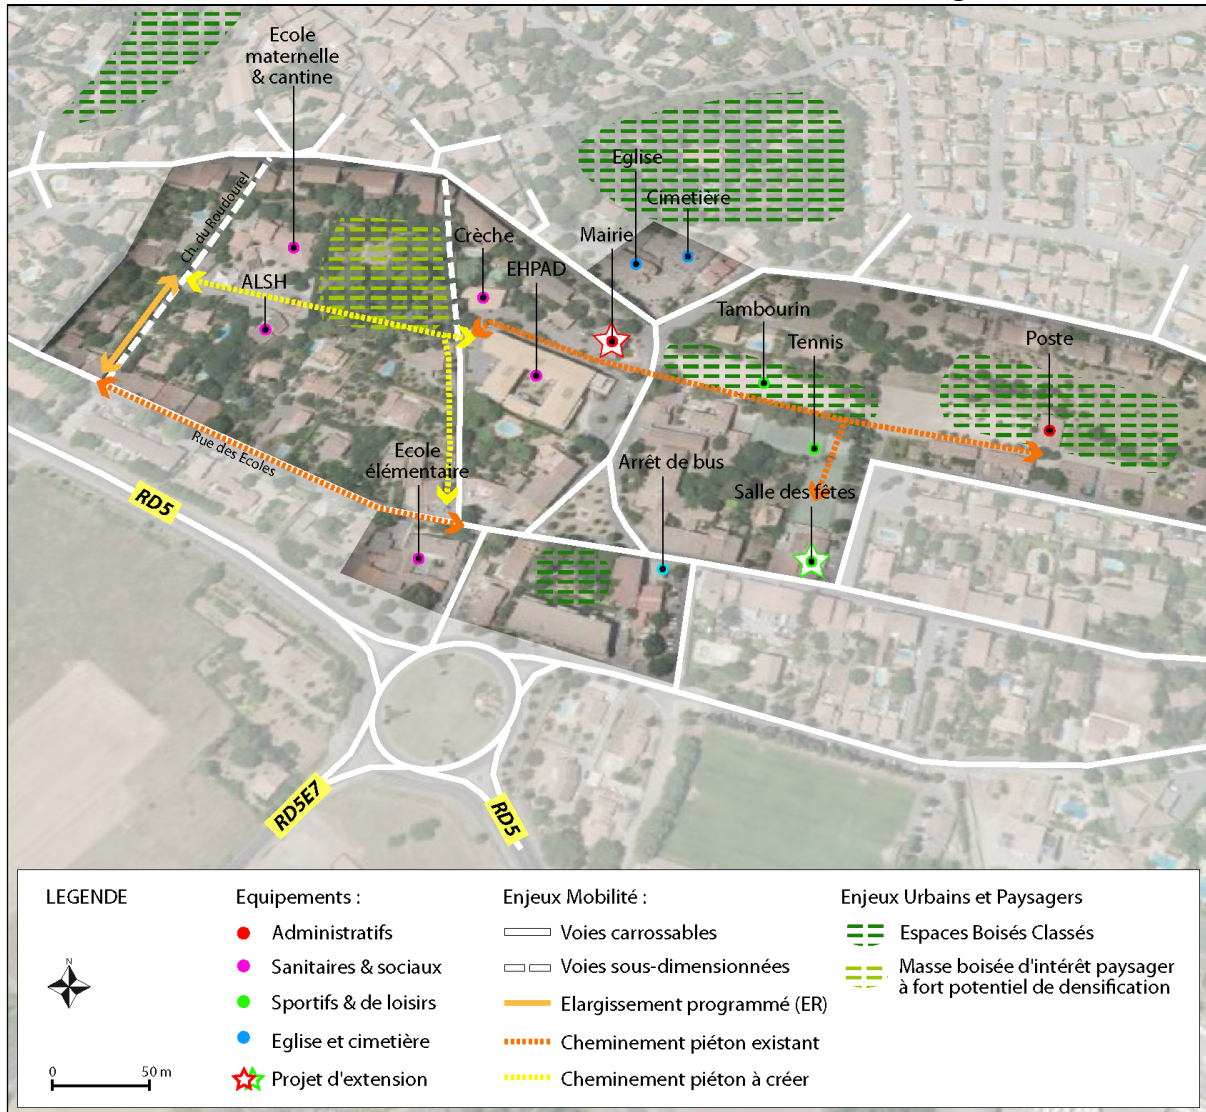 Ecole
maternelle
& cantine
Eglise
Cimetière
Ch. du Roudourel
Crèche
Mairie
EHPAD
ALSH
Tambourin
Tennis
Poste
Rue des Ecoles
Ecole
élémentaire
Arrêt de bus
Salle des fêtes
RD5
RD5E7
RD5
LEGENDE
N
0 50 m
Equipements :
Administratifs
Sanitaires & sociaux
Sportifs & de loisirs
Eglise et cimetière
Projet d'extension
Enjeux Mobilité :
Voies carrossables
Voies sous-dimensionnées
Elargissement programmé (ER)
Cheminement piéton existant
Cheminement piéton à créer
Enjeux Urbains et Paysagers
Espaces Boisés Classés
Masse boisée d'intérêt paysager
à fort potentiel de densification